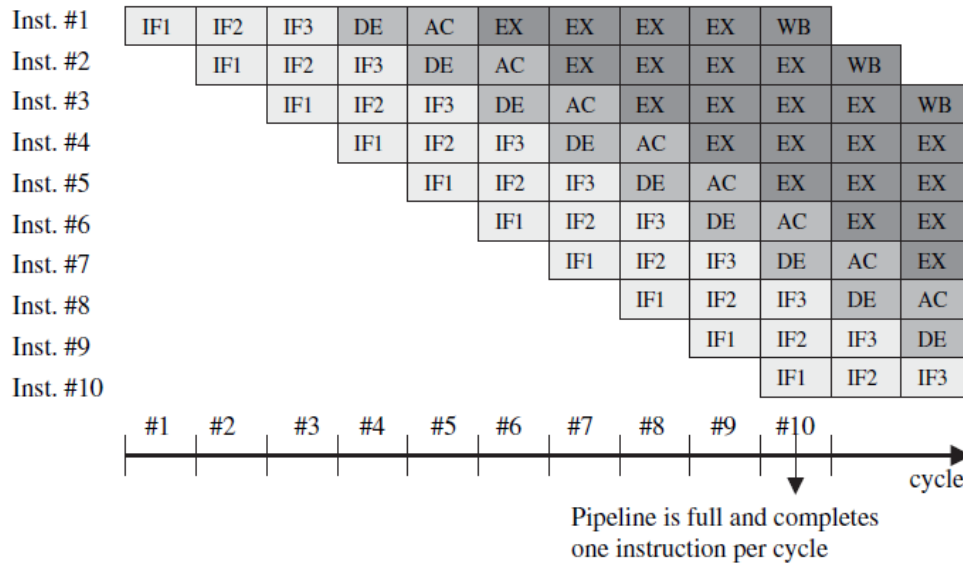 Inst. #1 IF1 IF2 IF3 DE AC EX EX EX EX WB
Inst. #2 IF1 IF2 IF3 DE AC EX EX EX EX WB
Inst. #3 IF1 IF2 IF3 DE AC EX EX EX EX WB
Inst. #4 IF1 IF2 IF3 DE AC EX EX EX EX
Inst. #5 IF1 IF2 IF3 DE AC EX EX EX
Inst. #6 IF1 IF2 IF3 DE AC EX EX
Inst. #7 IF1 IF2 IF3 DE AC EX
Inst. #8 IF1 IF2 IF3 DE AC
Inst. #9 IF1 IF2 IF3 DE
Inst. #10 IF1 IF2 IF3
#1 #2 #3 #4 #5 #6 #7 #8 #9 #10
cycle
Pipeline is full and completes
one instruction per cycle